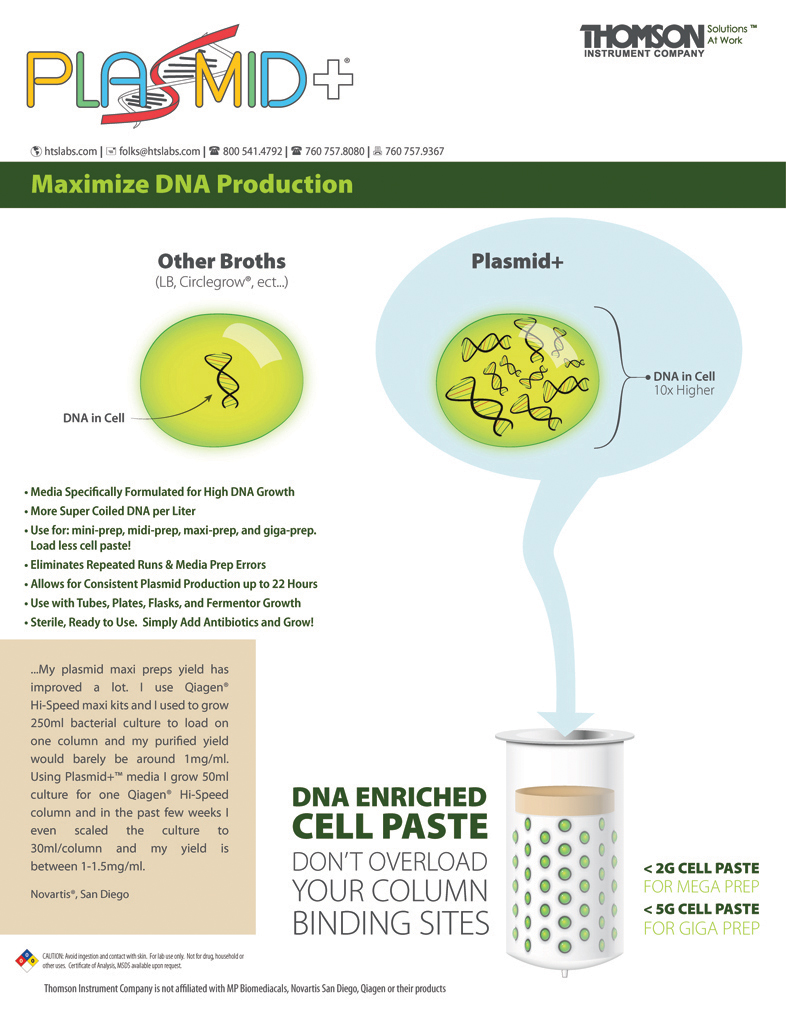 PLASMID+®
THOMSON
INSTRUMENT COMPANY
Solutions ™
At Work
htslabs.com | folks@htslabs.com | 800 541.4792 | 760 757.8080 | 760 757.9367
Maximize DNA Production
Other Broths
(LB, Circlegrow®, ect...)
Plasmid+
DNA in Cell
10x Higher
DNA in Cell
• Media Specifically Formulated for High DNA Growth
• More Super Coiled DNA per Liter
• Use for: mini-prep, midi-prep, maxi-prep, and giga-prep.
Load less cell paste!
• Eliminates Repeated Runs & Media Prep Errors
• Allows for Consistent Plasmid Production up to 22 Hours
• Use with Tubes, Plates, Flasks, and Fermentor Growth
• Sterile, Ready to Use. Simply Add Antibiotics and Grow!
...My plasmid maxi preps yield has
improved a lot. I use Qiagen®
Hi-Speed maxi kits and I used to grow
250ml bacterial culture to load on
one column and my purified yield
would barely be around 1mg/ml.
Using Plasmid+™ media I grow 50ml
culture for one Qiagen® Hi-Speed
column and in the past few weeks I
even scaled the culture to
30ml/column and my yield is
between 1-1.5mg/ml.
Novartis®, San Diego
DNA ENRICHED
CELL PASTE
DON'T OVERLOAD
YOUR COLUMN
BINDING SITES
< 2G CELL PASTE
FOR MEGA PREP
< 5G CELL PASTE
FOR GIGA PREP
CAUTION: Avoid ingestion and contact with skin. For lab use only. Not for drug, household or
other uses. Certificate of Analysis, MSDS available upon request.
Thomson Instrument Company is not affiliated with MP Biomediacals, Novartis San Diego, Qiagen or their products